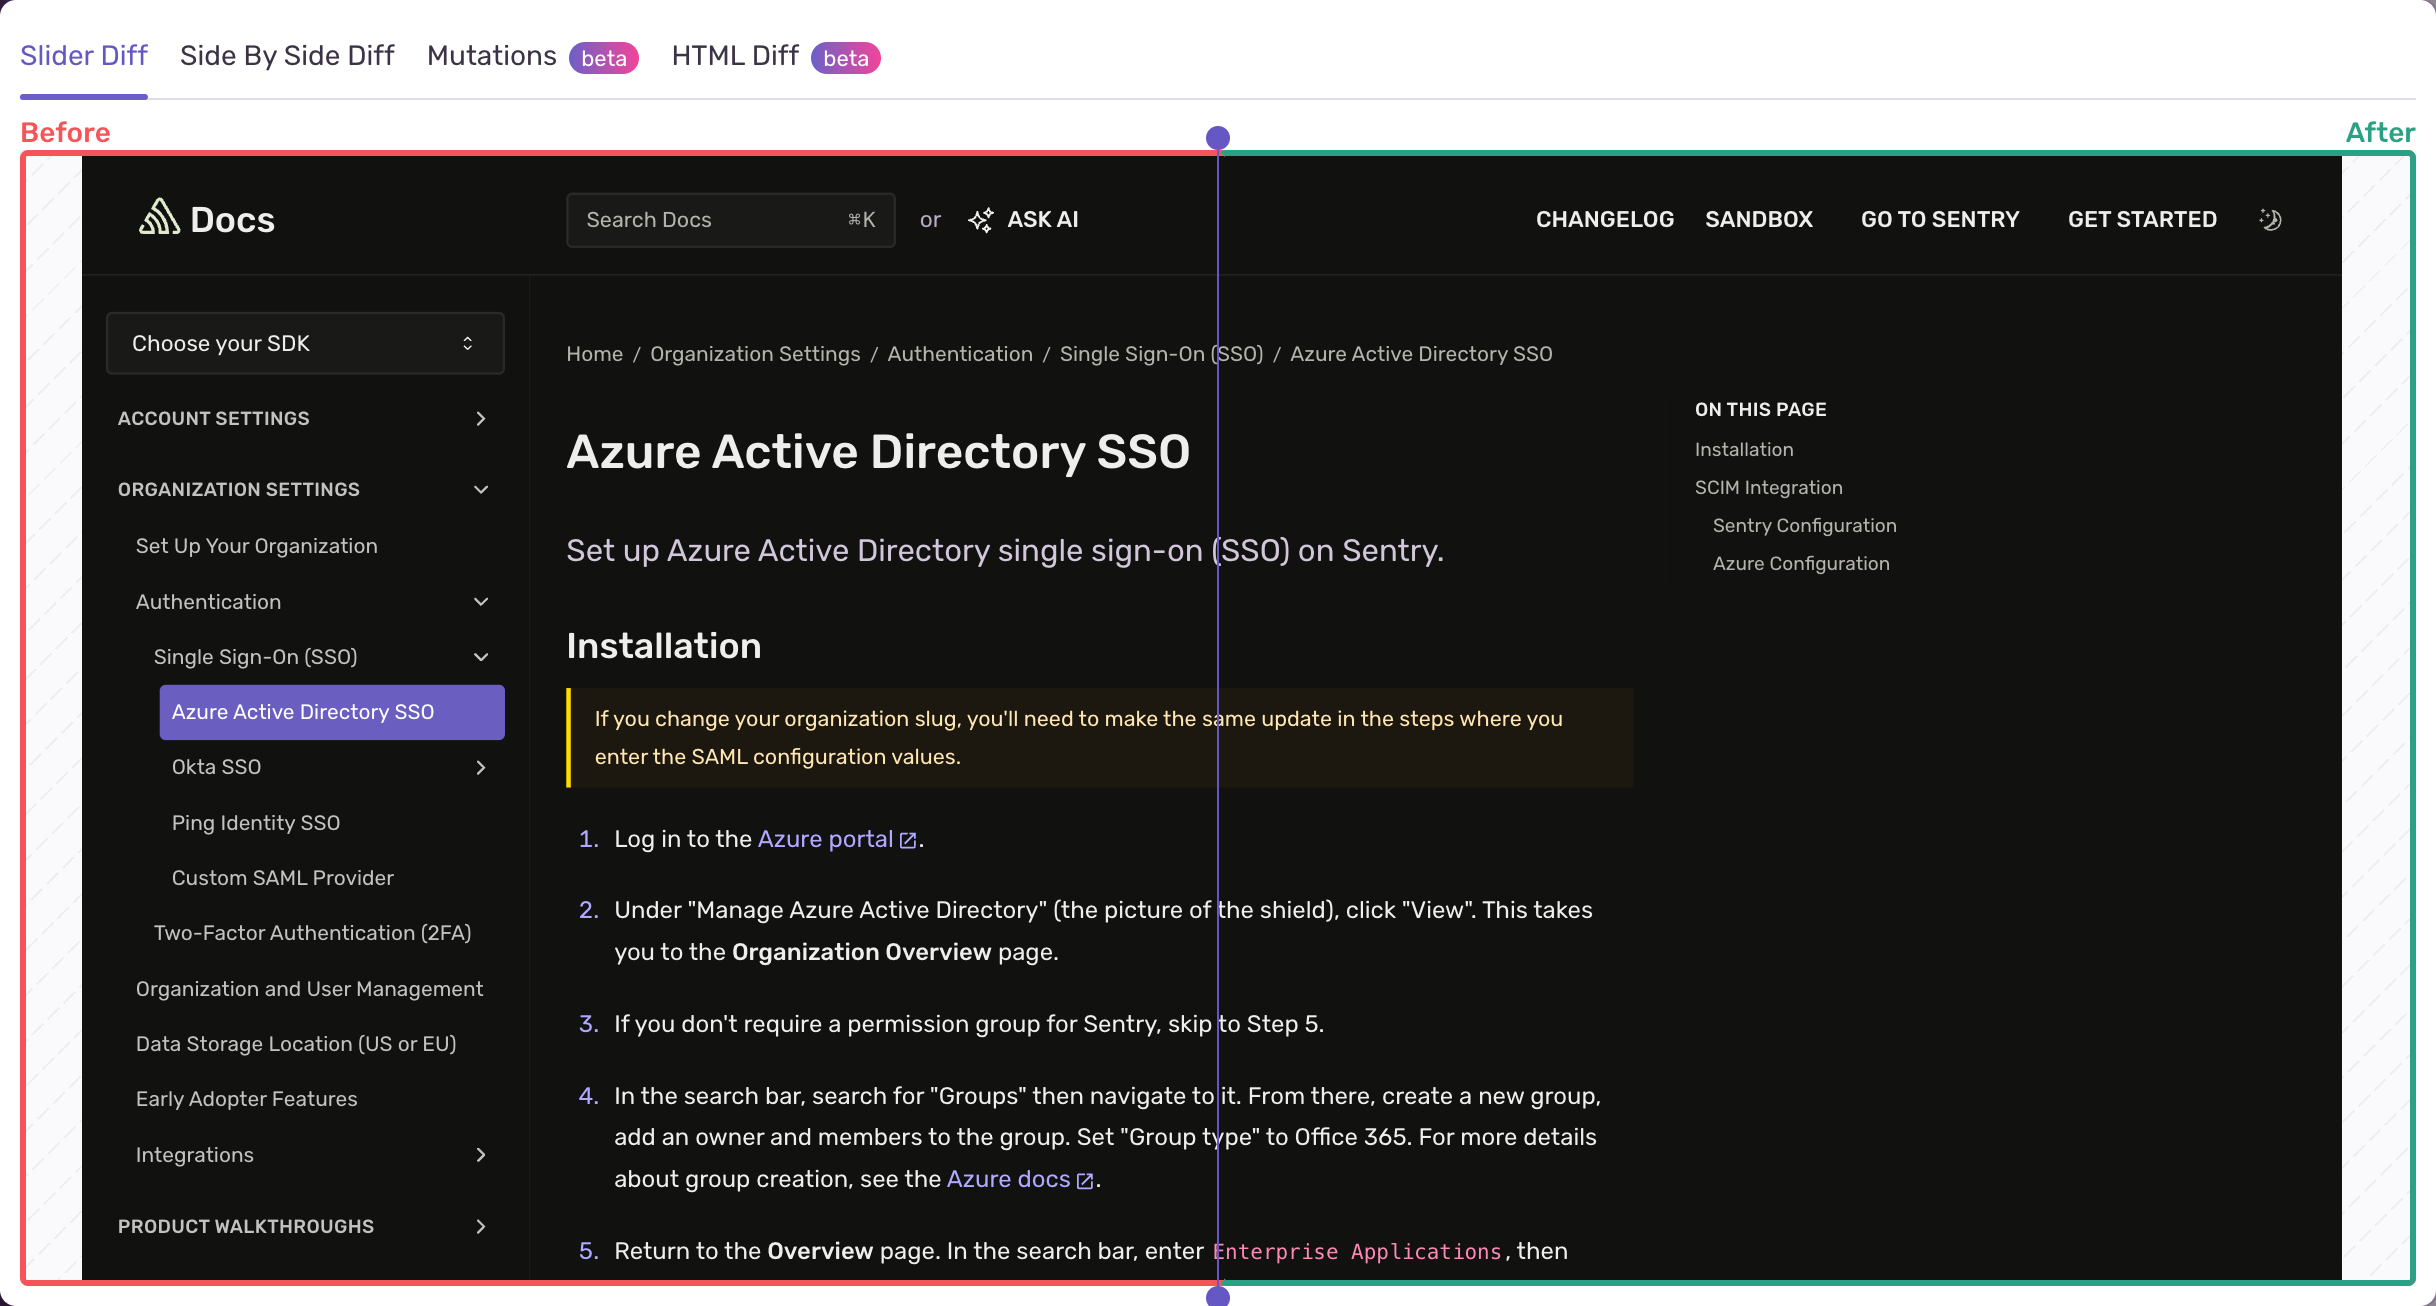 Slider Diff
Side By Side Diff
Mutations beta
HTML Diff beta
Before
After
Docs
Search Docs ⌘K
or
ASK AI
CHANGELOG
SANDBOX
GO TO SENTRY
GET STARTED
Choose your SDK
ACCOUNT SETTINGS
ORGANIZATION SETTINGS
Set Up Your Organization
Authentication
Single Sign-On (SSO)
Azure Active Directory SSO
Okta SSO
Ping Identity SSO
Custom SAML Provider
Two-Factor Authentication (2FA)
Organization and User Management
Data Storage Location (US or EU)
Early Adopter Features
Integrations
PRODUCT WALKTHROUGHS
Home / Organization Settings / Authentication / Single Sign-On (SSO) / Azure Active Directory SSO
Azure Active Directory SSO
Set up Azure Active Directory single sign-on (SSO) on Sentry.
Installation
If you change your organization slug, you'll need to make the same update in the steps where you
enter the SAML configuration values.
1. Log in to the Azure portal.
2. Under "Manage Azure Active Directory" (the picture of the shield), click "View". This takes
you to the Organization Overview page.
3. If you don't require a permission group for Sentry, skip to Step 5.
4. In the search bar, search for "Groups" then navigate to it. From there, create a new group,
add an owner and members to the group. Set "Group type" to Office 365. For more details
about group creation, see the Azure docs.
5. Return to the Overview page. In the search bar, enter Enterprise Applications, then
ON THIS PAGE
Installation
SCIM Integration
Sentry Configuration
Azure Configuration